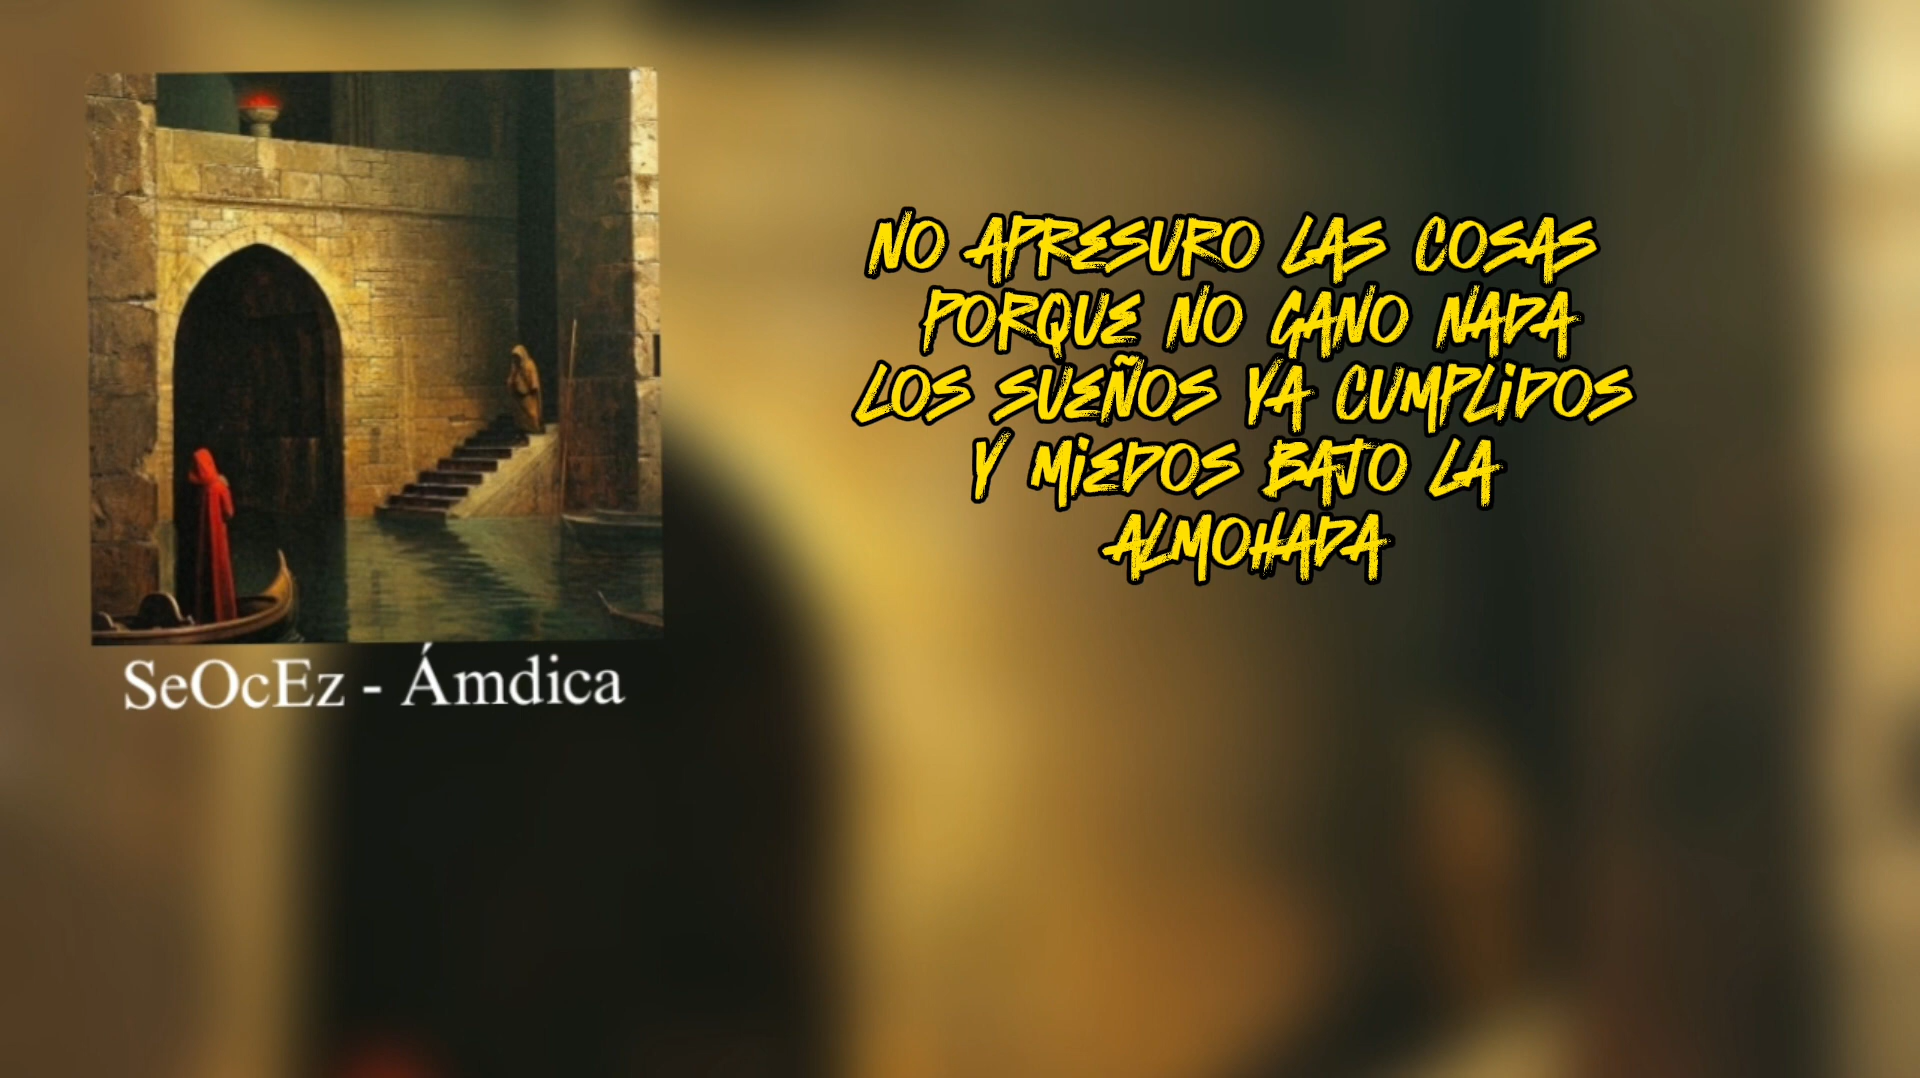 NO APRESURO LAS COSAS
PORQUE NO GANO NADA
LOS SUEÑOS YA CUMPLIDOS
Y MiEDOS BAJO LA
ALMOHADA
SeOcEz - Ámdica